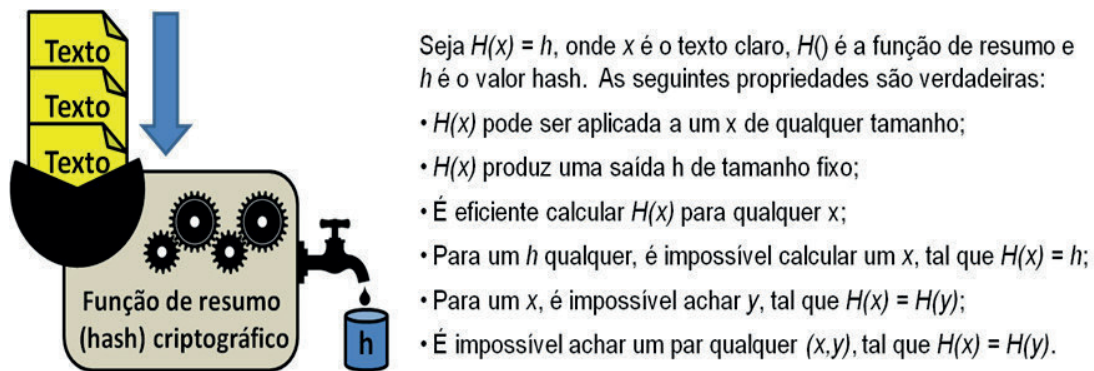 Texto
Texto
Texto
Função de resumo
(hash) criptográfico
h
Seja H(x) = h, onde x é o texto claro, H() é a função de resumo e
h é o valor hash. As seguintes propriedades são verdadeiras:
• H(x) pode ser aplicada a um x de qualquer tamanho;
• H(x) produz uma saída h de tamanho fixo;
• É eficiente calcular H(x) para qualquer x;
• Para um h qualquer, é impossível calcular um x, tal que H(x) = h;
• Para um x, é impossível achar y, tal que H(x) = H(y);
• É impossível achar um par qualquer (x,y), tal que H(x) = H(y).